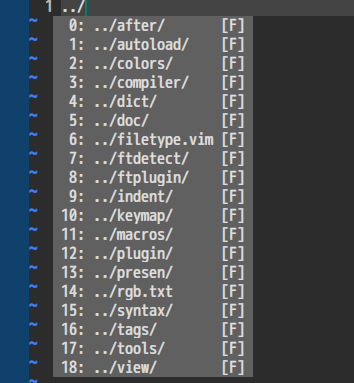 1 ../
~ 0: ../after/ [F]
~ 1: ../autoload/ [F]
~ 2: ../colors/ [F]
~ 3: ../compiler/ [F]
~ 4: ../dict/ [F]
~ 5: ../doc/ [F]
~ 6: ../filetype.vim [F]
~ 7: ../ftdetect/ [F]
~ 8: ../ftplugin/ [F]
~ 9: ../indent/ [F]
~ 10: ../keymap/ [F]
~ 11: ../macros/ [F]
~ 12: ../plugin/ [F]
~ 13: ../presen/ [F]
~ 14: ../rgb.txt [F]
~ 15: ../syntax/ [F]
~ 16: ../tags/ [F]
~ 17: ../tools/ [F]
~ 18: ../view/ [F]
~